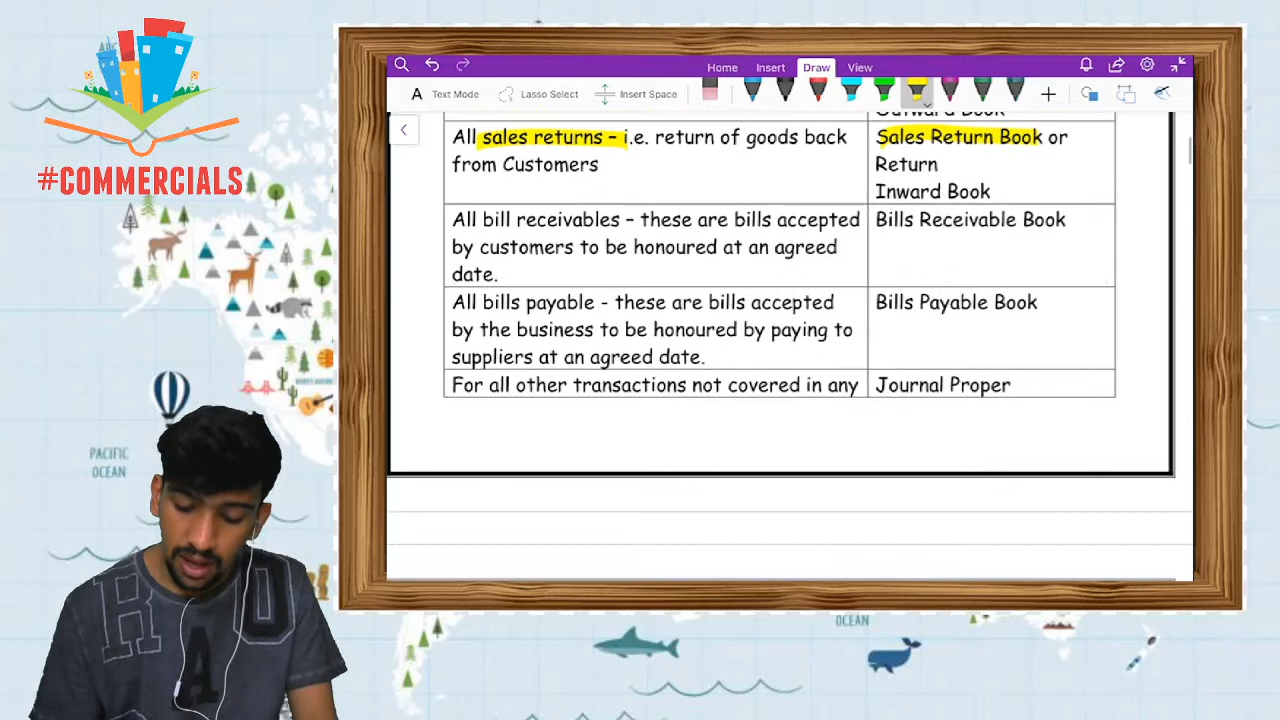 #COMMERCIALS
Home Insert Draw View
A Text Mode Lasso Select Insert Space
Outward Book
All sales returns – i.e. return of goods back
from Customers
Sales Return Book or
Return
Inward Book
All bill receivables – these are bills accepted
by customers to be honoured at an agreed
date.
Bills Receivable Book
All bills payable - these are bills accepted
by the business to be honoured by paying to
suppliers at an agreed date.
Bills Payable Book
For all other transactions not covered in any
Journal Proper
PACIFIC
OCEAN
OCEAN